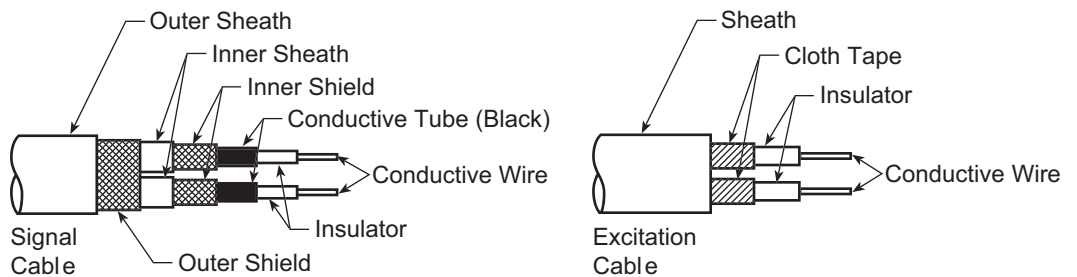 Outer Sheath
Inner Sheath
Inner Shield
Conductive Tube (Black)
Conductive Wire
Insulator
Signal
Cable
Outer Shield
Sheath
Cloth Tape
Insulator
Conductive Wire
Excitation
Cable